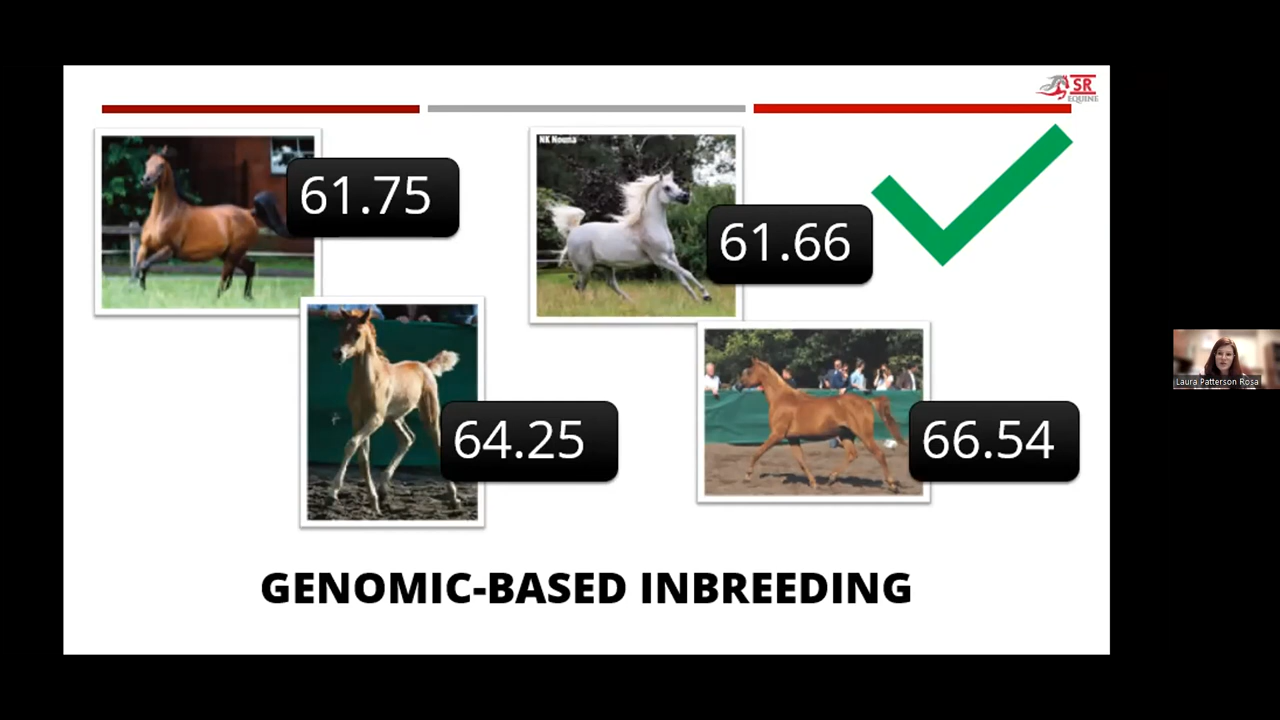 SR
EQUINE
NK Nouna
61.75
61.66
64.25
66.54
GENOMIC-BASED INBREEDING
Laura Patterson Rosa